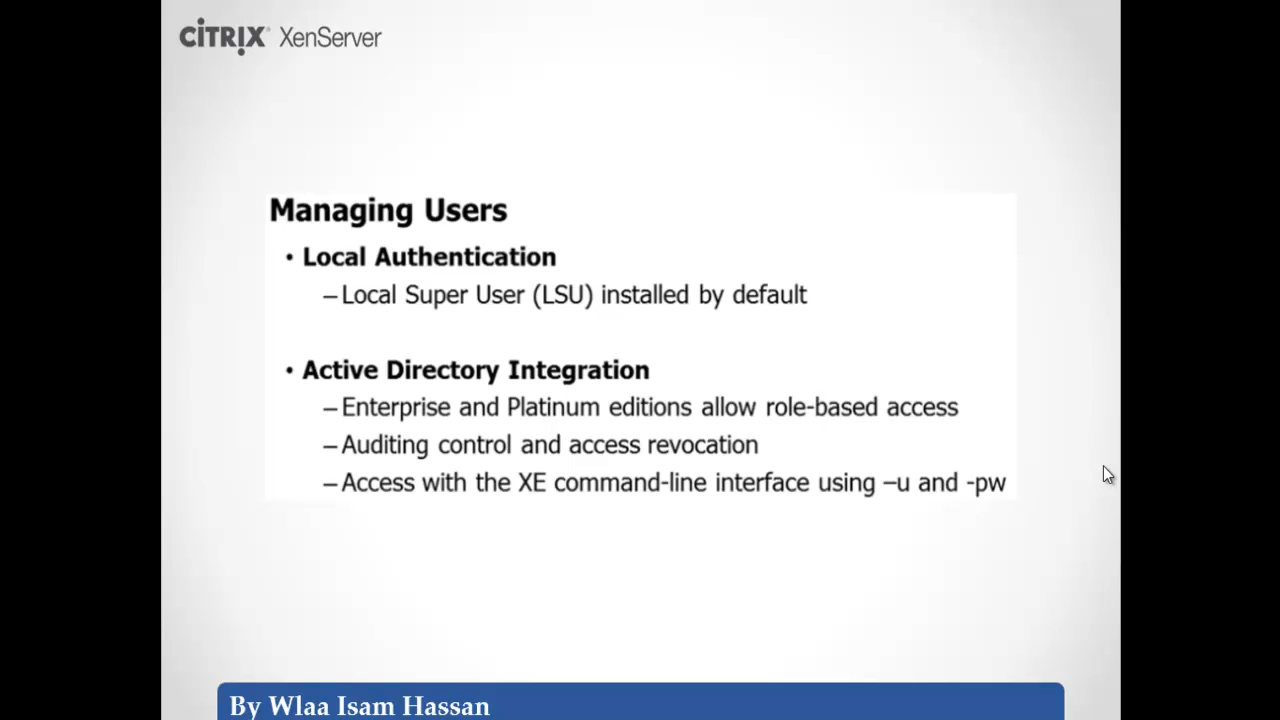 CITRIX XenServer
Managing Users
• Local Authentication
–Local Super User (LSU) installed by default
• Active Directory Integration
–Enterprise and Platinum editions allow role-based access
–Auditing control and access revocation
–Access with the XE command-line interface using –u and -pw
By Wlaa Isam Hassan